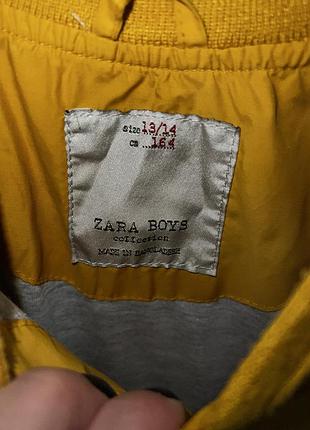 size 13/14
cm 164
ZARA BOYS
collection
MADE IN BANGLADESH